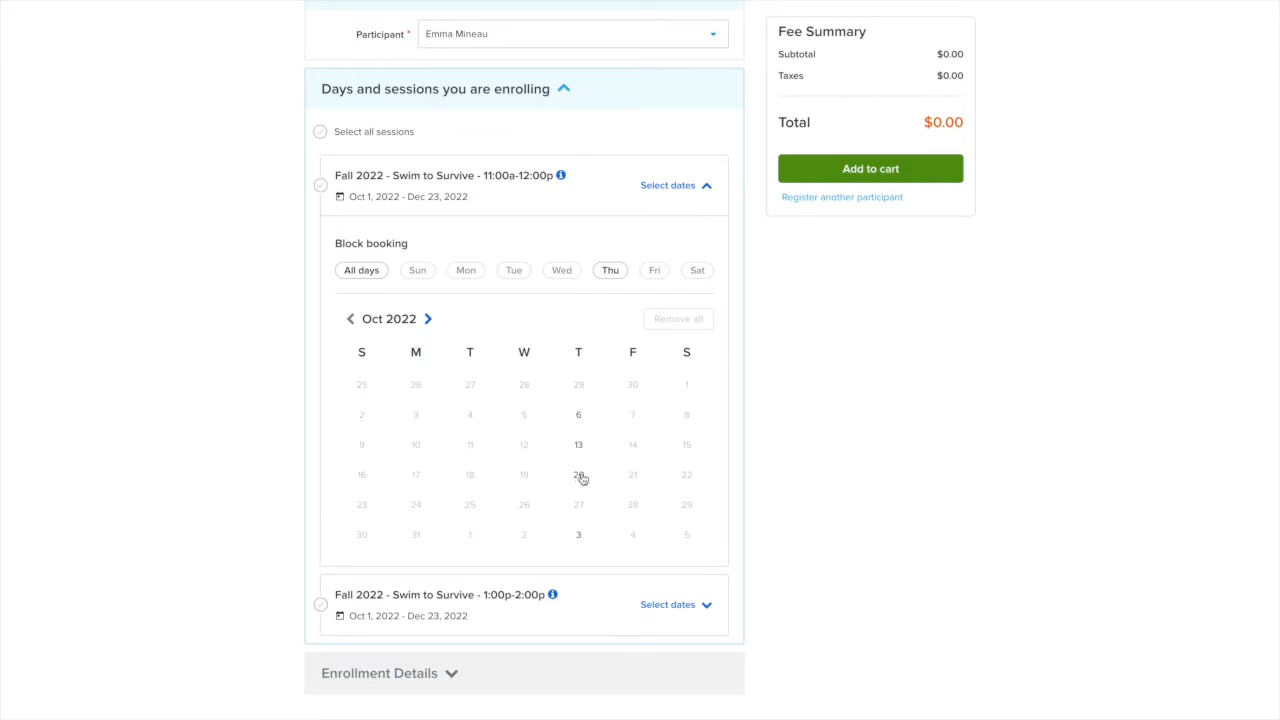 Participant *
Emma Mineau
Days and sessions you are enrolling
Select all sessions
Fall 2022 - Swim to Survive - 11:00a-12:00p
Oct 1, 2022 - Dec 23, 2022
Select dates
Block booking
All days Sun Mon Tue Wed Thu Fri Sat
Oct 2022
Remove all
S M T W T F S
25 26 27 28 29 30 1
2 3 4 5 6 7 8
9 10 11 12 13 14 15
16 17 18 19 20 21 22
23 24 25 26 27 28 29
30 31 1 2 3 4 5
Fall 2022 - Swim to Survive - 1:00p-2:00p
Oct 1, 2022 - Dec 23, 2022
Select dates
Enrollment Details
Fee Summary
Subtotal $0.00
Taxes $0.00
Total $0.00
Add to cart
Register another participant